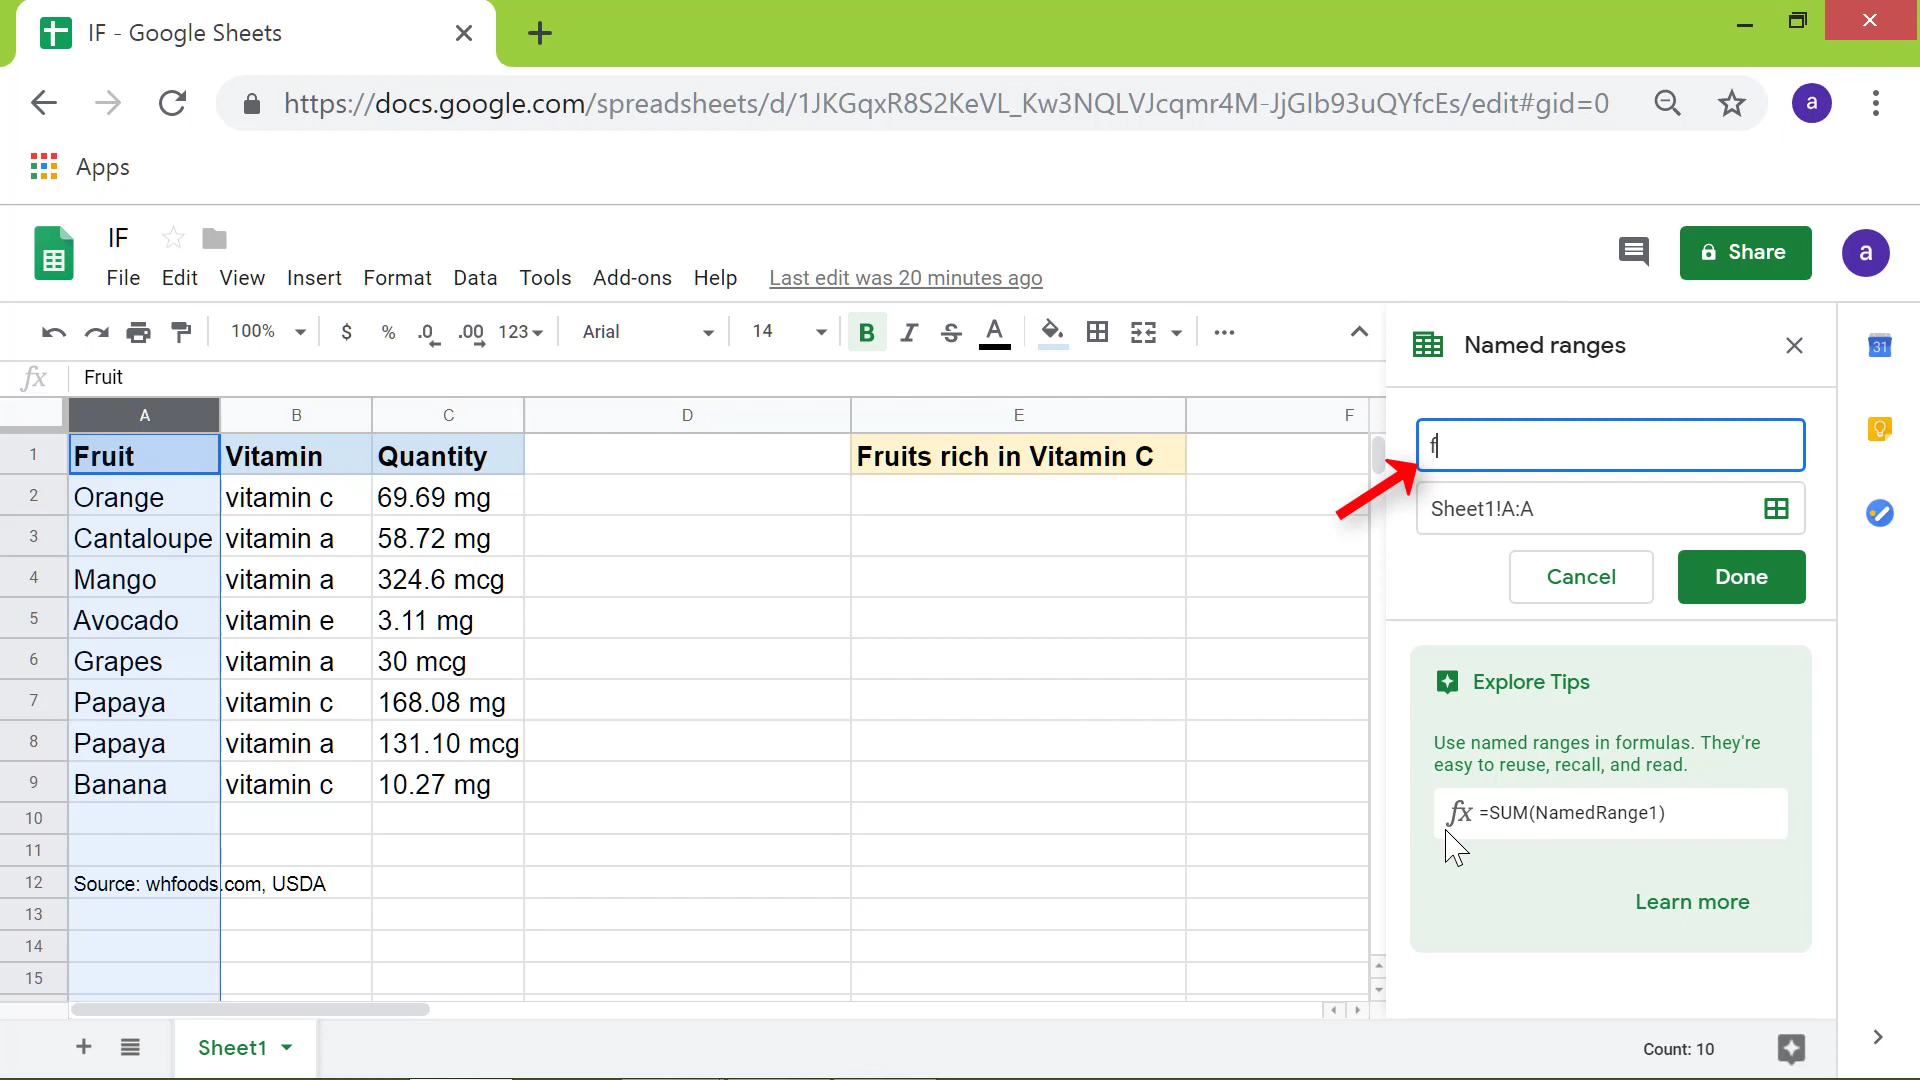 IF - Google Sheets
https://docs.google.com/spreadsheets/d/1JKGqxR8S2KeVL_Kw3NQLVJcqmr4M-JjGIb93uQYfcEs/edit#gid=0
a
Apps
IF
File Edit View Insert Format Data Tools Add-ons Help Last edit was 20 minutes ago
Share
a
100% $ % .0 .00 123 Arial 14 B I S A
Named ranges
31
fx Fruit
A B C D E F
f
1 Fruit Vitamin Quantity Fruits rich in Vitamin C
2 Orange vitamin c 69.69 mg
Sheet1!A:A
3 Cantaloupe vitamin a 58.72 mg
4 Mango vitamin a 324.6 mcg
Cancel Done
5 Avocado vitamin e 3.11 mg
6 Grapes vitamin a 30 mcg
7 Papaya vitamin c 168.08 mg
8 Papaya vitamin a 131.10 mcg
9 Banana vitamin c 10.27 mg
10
11
12 Source: whfoods.com, USDA
13
14
15
Explore Tips
Use named ranges in formulas. They're
easy to reuse, recall, and read.
fx =SUM(NamedRange1)
Learn more
Sheet1
Count: 10